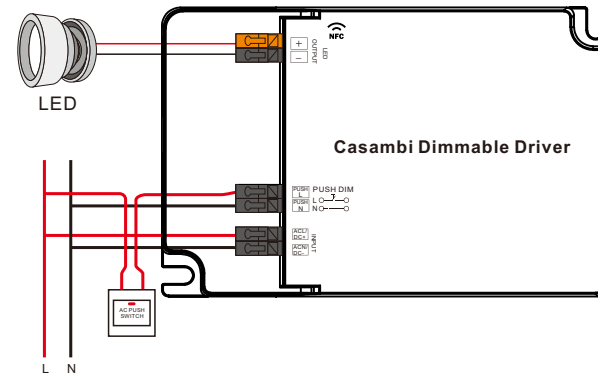 NFC
+
−
LED
OUTPUT
LED
Casambi Dimmable Driver
PUSH
L
PUSH DIM
L
PUSH
N
N
ACL/
DC+
ACN/
DC-
INPUT
AC PUSH
SWITCH
L N